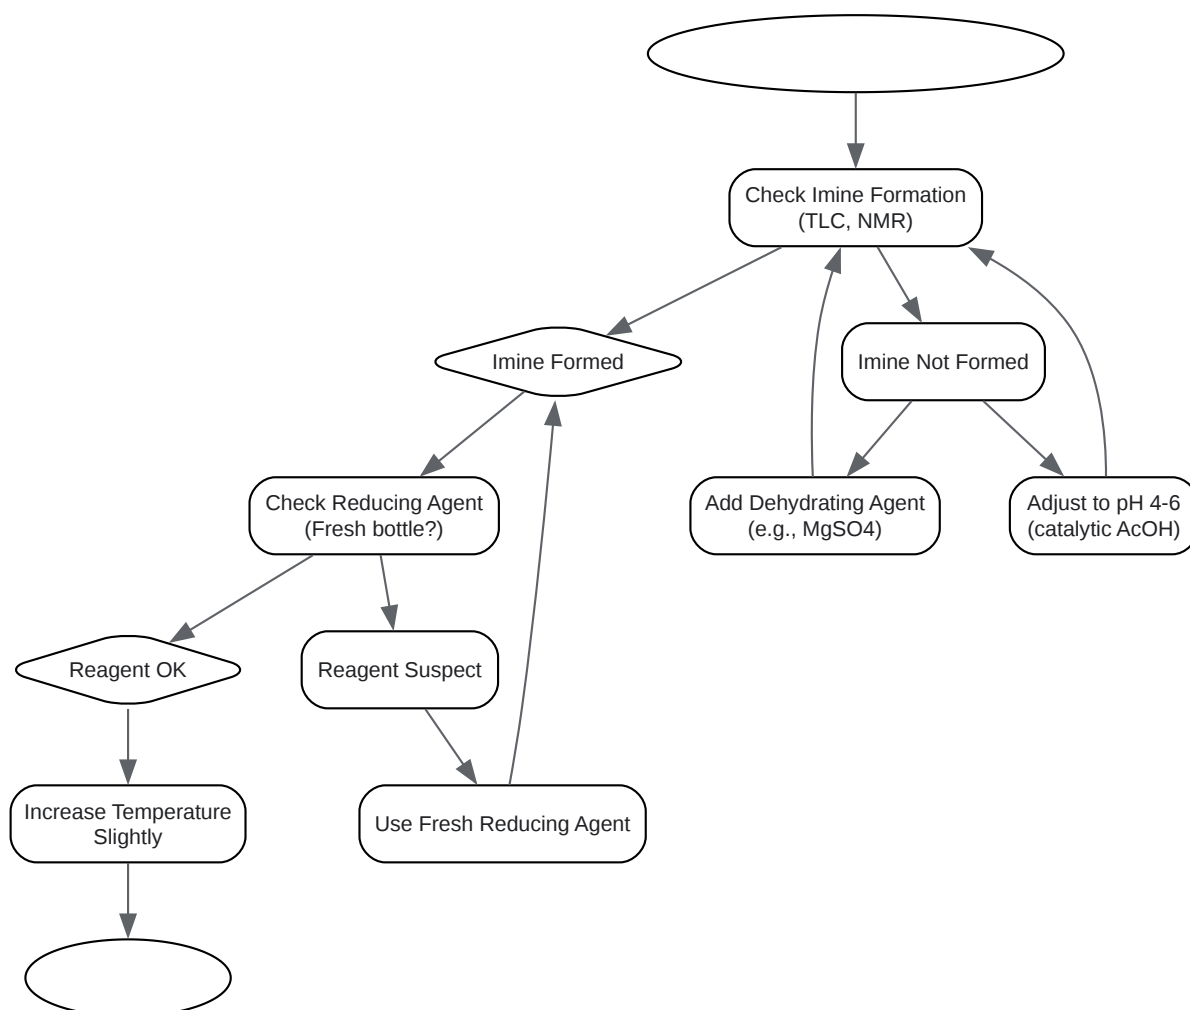 Check Imine Formation
(TLC, NMR)
Imine Formed
Imine Not Formed
Check Reducing Agent
(Fresh bottle?)
Add Dehydrating Agent
(e.g., MgSO4)
Adjust to pH 4-6
(catalytic AcOH)
Reagent OK
Reagent Suspect
Increase Temperature
Slightly
Use Fresh Reducing Agent